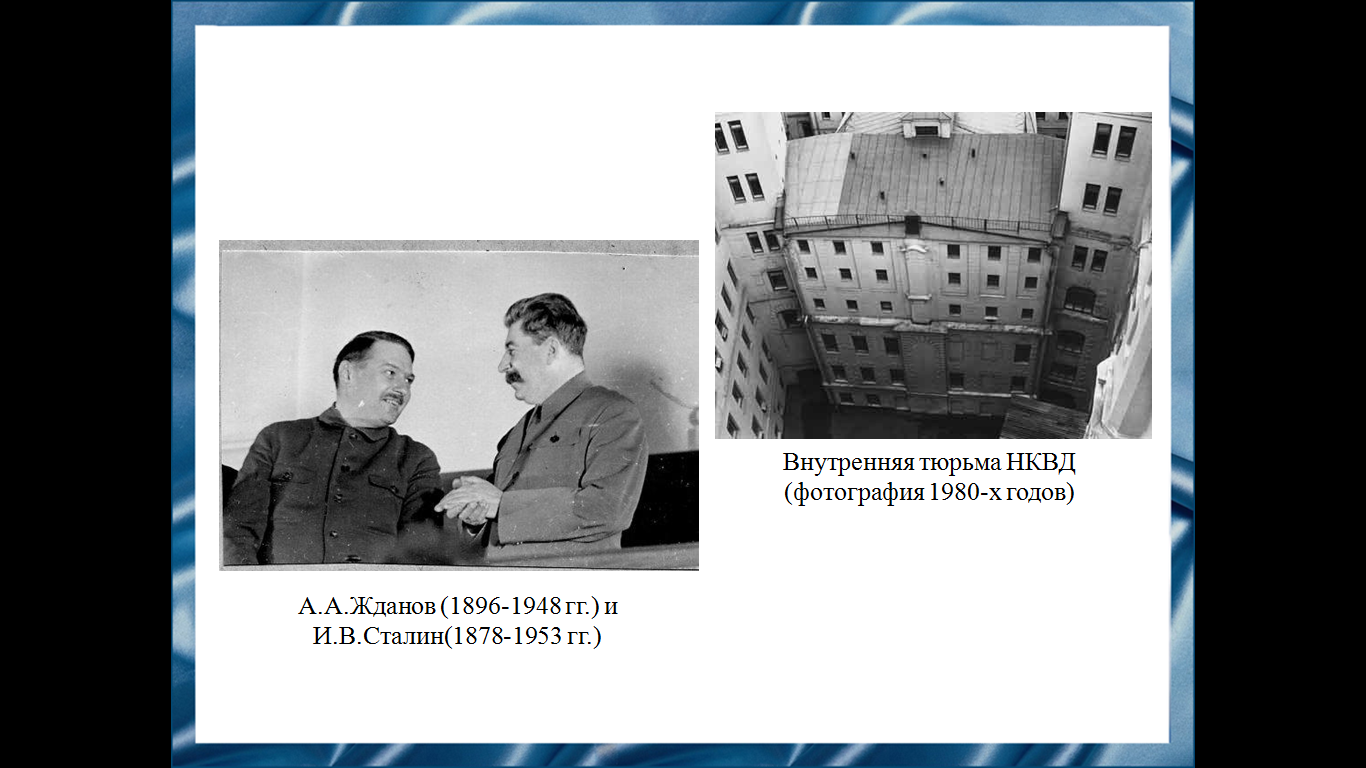 Внутренняя тюрьма НКВД
(фотография 1980-х годов)
А.А.Жданов (1896-1948 гг.) и
И.В.Сталин(1878-1953 гг.)